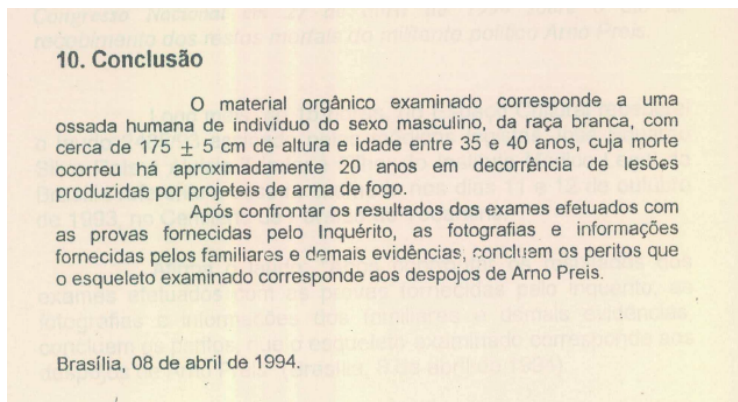 10. Conclusão
O material orgânico examinado corresponde a uma
ossada humana de indivíduo do sexo masculino, da raça branca, com
cerca de 175 ± 5 cm de altura e idade entre 35 e 40 anos, cuja morte
ocorreu há aproximadamente 20 anos em decorrência de lesões
produzidas por projeteis de arma de fogo.
Após confrontar os resultados dos exames efetuados com
as provas fornecidas pelo Inquérito, as fotografias e informações
fornecidas pelos familiares e demais evidências, concluam os peritos que
o esqueleto examinado corresponde aos despojos de Arno Preis.
Brasília, 08 de abril de 1994.